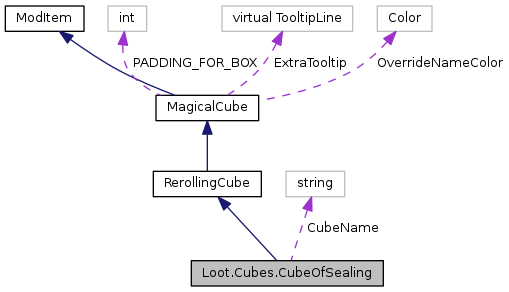 ModItem
int
virtual TooltipLine
Color
PADDING_FOR_BOX
ExtraTooltip
OverrideNameColor
MagicalCube
RerollingCube
string
CubeName
Loot.Cubes.CubeOfSealing